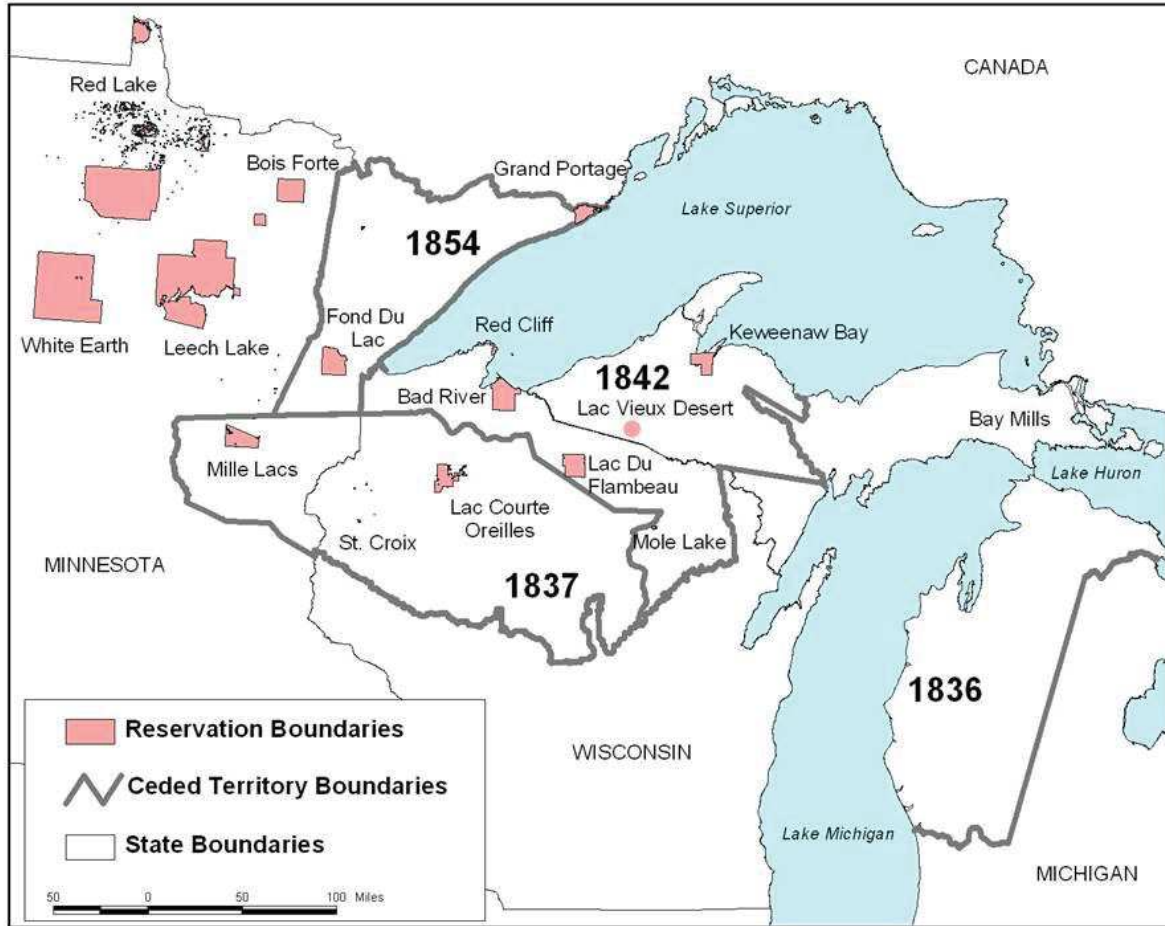 CANADA
Red Lake
Bois Forte
Grand Portage
Lake Superior
1854
White Earth
Leech Lake
Fond Du
Lac
Red Cliff
Keweenaw Bay
1842
Bad River
Lac Vieux Desert
Bay Mills
Mille Lacs
Lac Du
Flambeau
Lake Huron
Lac Courte
Oreilles
St. Croix
Mole Lake
MINNESOTA
1837
1836
WISCONSIN
Lake Michigan
MICHIGAN
Reservation Boundaries
Ceded Territory Boundaries
State Boundaries
50 0 50 100 Miles